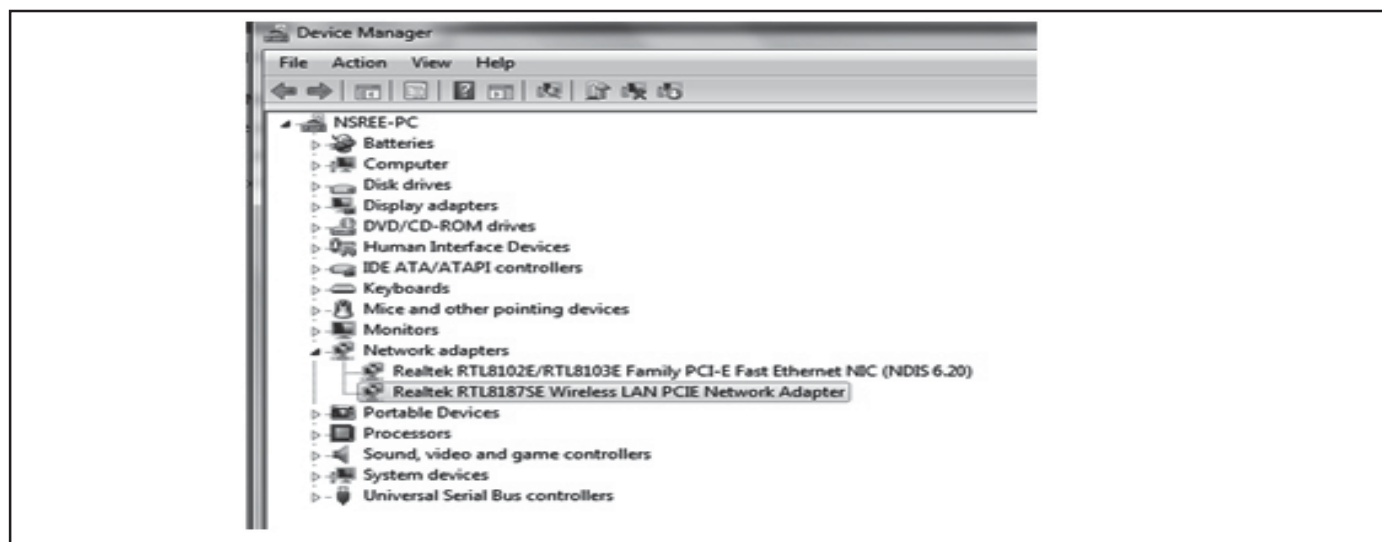 Device Manager
File Action View Help
NSREE-PC
Batteries
Computer
Disk drives
Display adapters
DVD/CD-ROM drives
Human Interface Devices
IDE ATA/ATAPI controllers
Keyboards
Mice and other pointing devices
Monitors
Network adapters
Realtek RTL8102E/RTL8103E Family PCI-E Fast Ethernet NIC (NDIS 6.20)
Realtek RTL8187SE Wireless LAN PCIE Network Adapter
Portable Devices
Processors
Sound, video and game controllers
System devices
Universal Serial Bus controllers